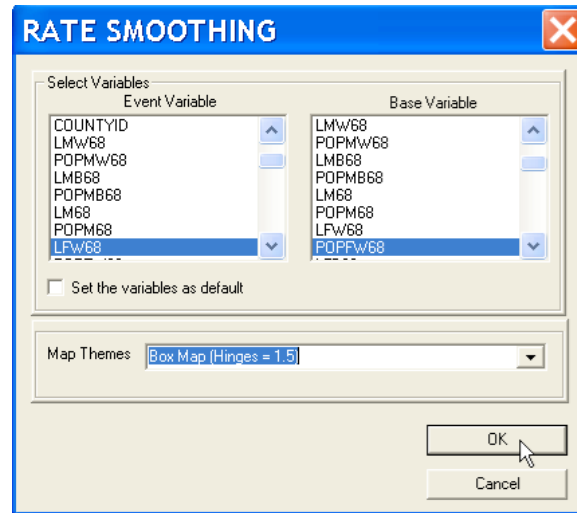 RATE SMOOTHING
Select Variables
Event Variable
COUNTYID
LMW68
POPMW68
LMB68
POPMB68
LM68
POPM68
LFW68
Base Variable
LMW68
POPMW68
LMB68
POPMB68
LM68
POPM68
LFW68
POPFW68
Set the variables as default
Map Themes
Box Map (Hinges = 1.5)
OK
Cancel